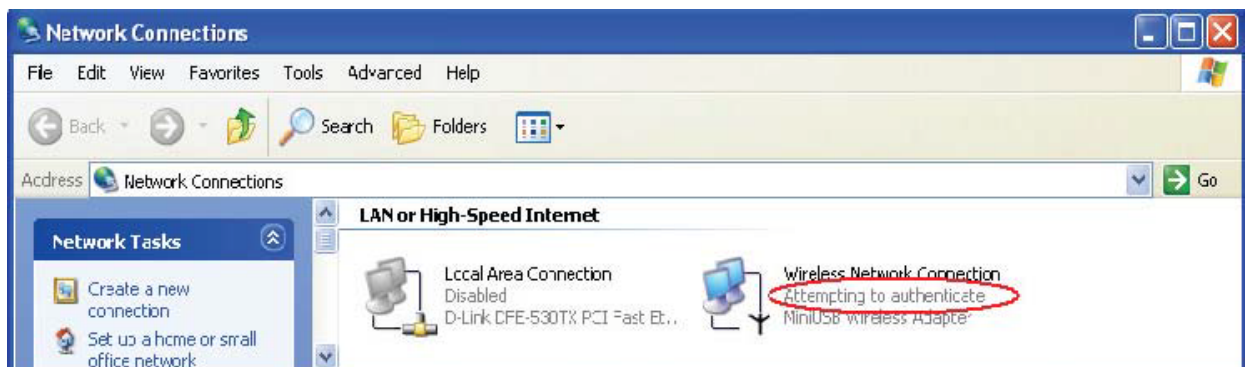 Network Connections
File Edit View Favorites Tools Advanced Help
Back Search Folders
Address Network Connections Go
Network Tasks
Create a new
connection
Set up a home or small
office network
LAN or High-Speed Internet
Local Area Connection
Disabled
D-Link DFE-530TX PCI Fast Et...
Wireless Network Connection
Attempting to authenticate
MiniUSB Wireless Adapter